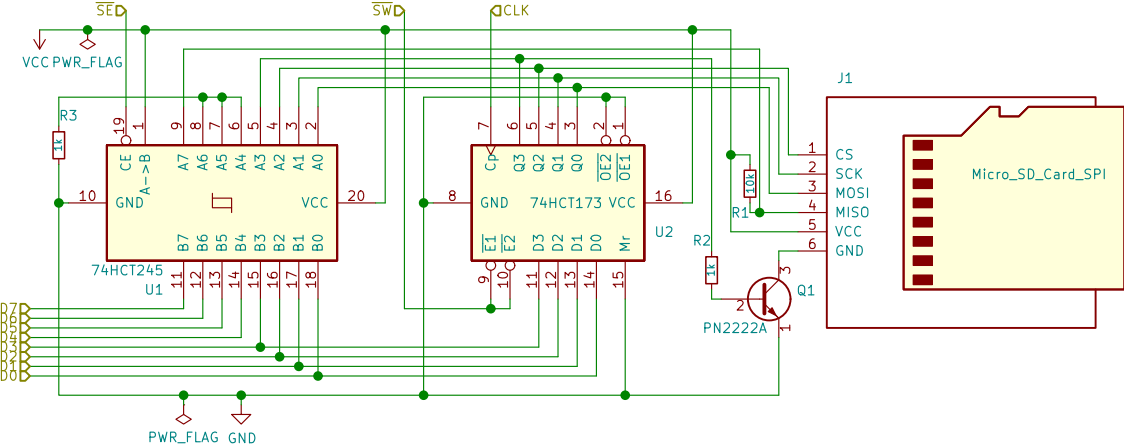 SE SW CLK
VCC PWR_FLAG
J1
R3
1k
19 1 9 8 7 6 5 4 3 2
CE A->B A7 A6 A5 A4 A3 A2 A1 A0
10 GND VCC 20
B7 B6 B5 B4 B3 B2 B1 B0
74HCT245
U1
11 12 13 14 15 16 17 18
7 6 5 4 3 2 1
Cp Q3 Q2 Q1 Q0 OE2 OE1
8 GND 74HCT173 VCC 16
U2
E1 E2 D3 D2 D1 D0 Mr
9 10 11 12 13 14 15
R2
1k
10k
R1
1 CS
2 SCK
3 MOSI
4 MISO
5 VCC
6 GND
Micro_SD_Card_SPI
3
Q1
2
PN2222A
1
D7
D6
D5
D4
D3
D2
D1
D0
PWR_FLAG GND